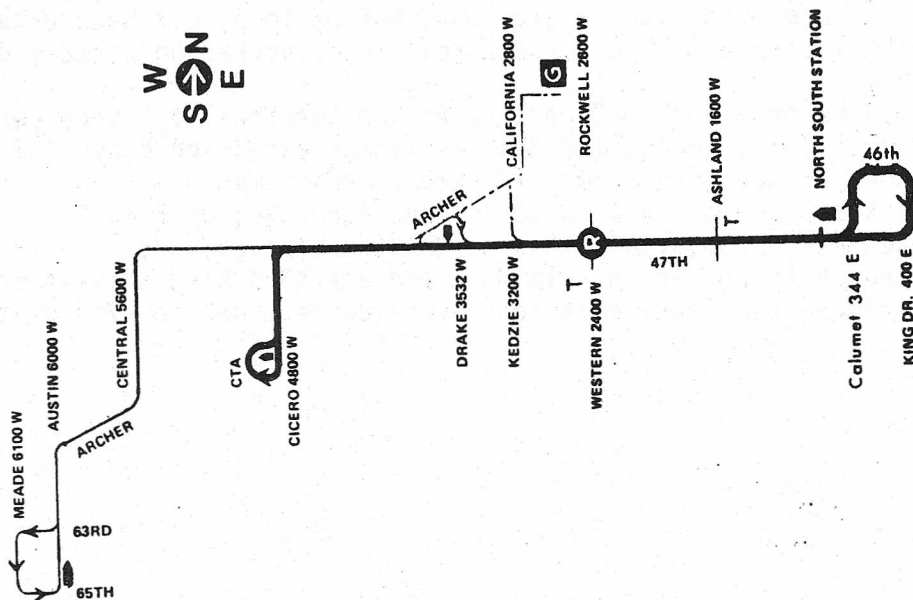 W
S N
E
MEADE 6100 W
AUSTIN 6000 W
ARCHER
CENTRAL 5600 W
63RD
65TH
CTA
CICERO 4800 W
ARCHER
DRAKE 3532 W
KEDZIE 3200 W
CALIFORNIA 2800 W
G
ROCKWELL 2600 W
R
T
WESTERN 2400 W
47TH
ASHLAND 1600 W
T
NORTH SOUTH STATION
46th
Calumet 344 E
KING DR. 400 E